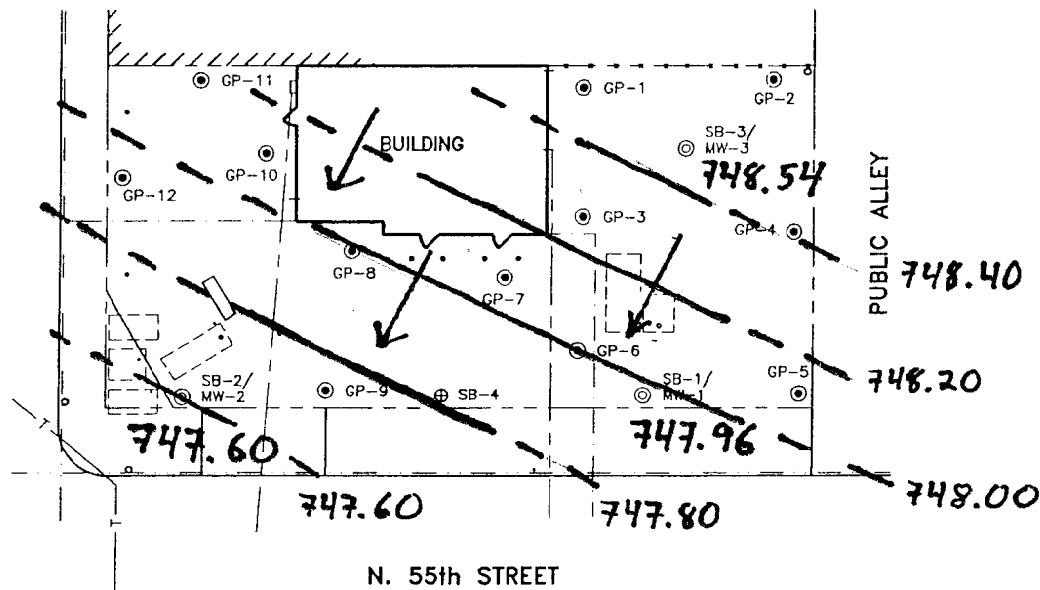 GP-11
GP-1
GP-2
SB-3/
MW-3
BUILDING
GP-10
GP-12
748.54
GP-3
GP-4
PUBLIC ALLEY
GP-8
GP-7
748.40
GP-6
GP-5
748.20
SB-2/
MW-2
GP-9
SB-4
SB-1/
MW-1
747.60
747.96
747.60
747.80
748.00
N. 55th STREET